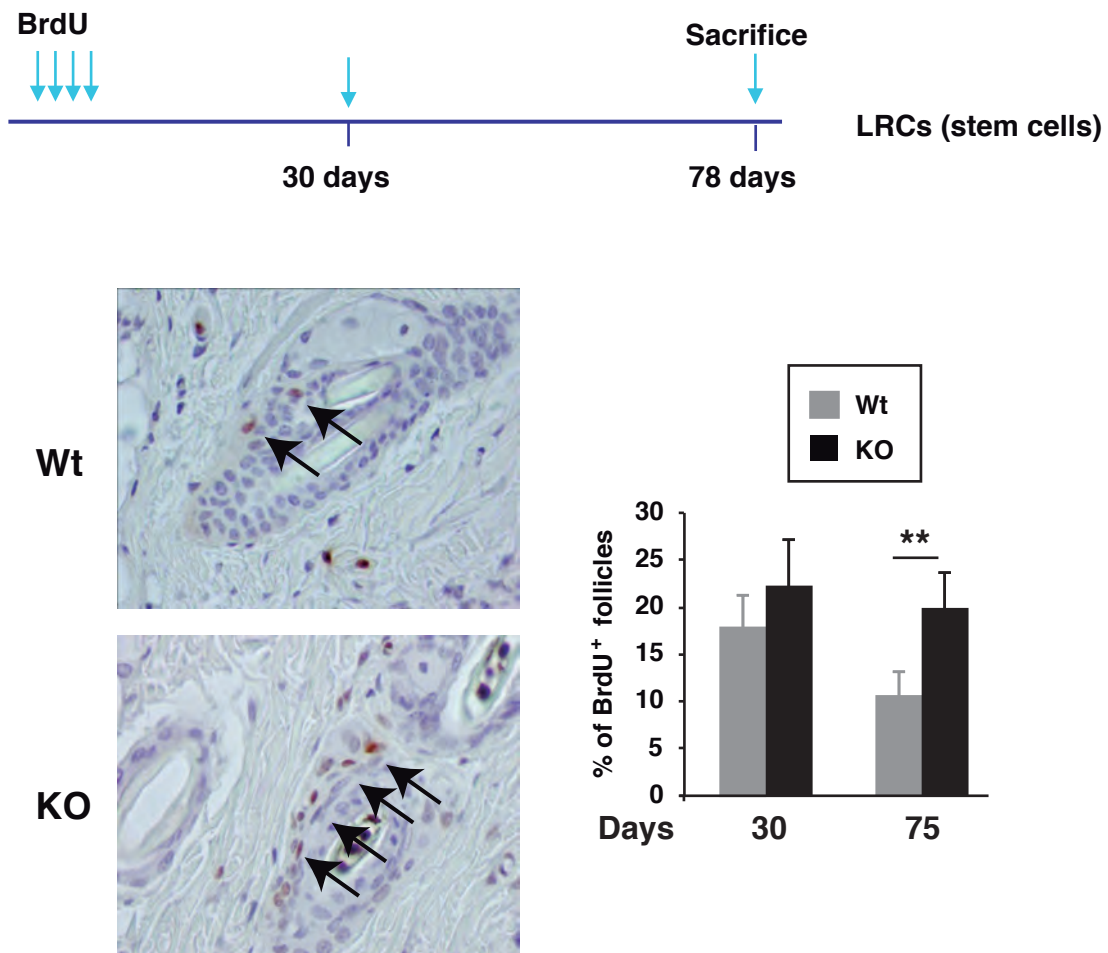 BrdU
Sacrifice
LRCs (stem cells)
30 days
78 days
Wt
KO
Wt
KO
**
% of BrdU+ follicles
30
25
20
15
10
5
0
Days 30 75